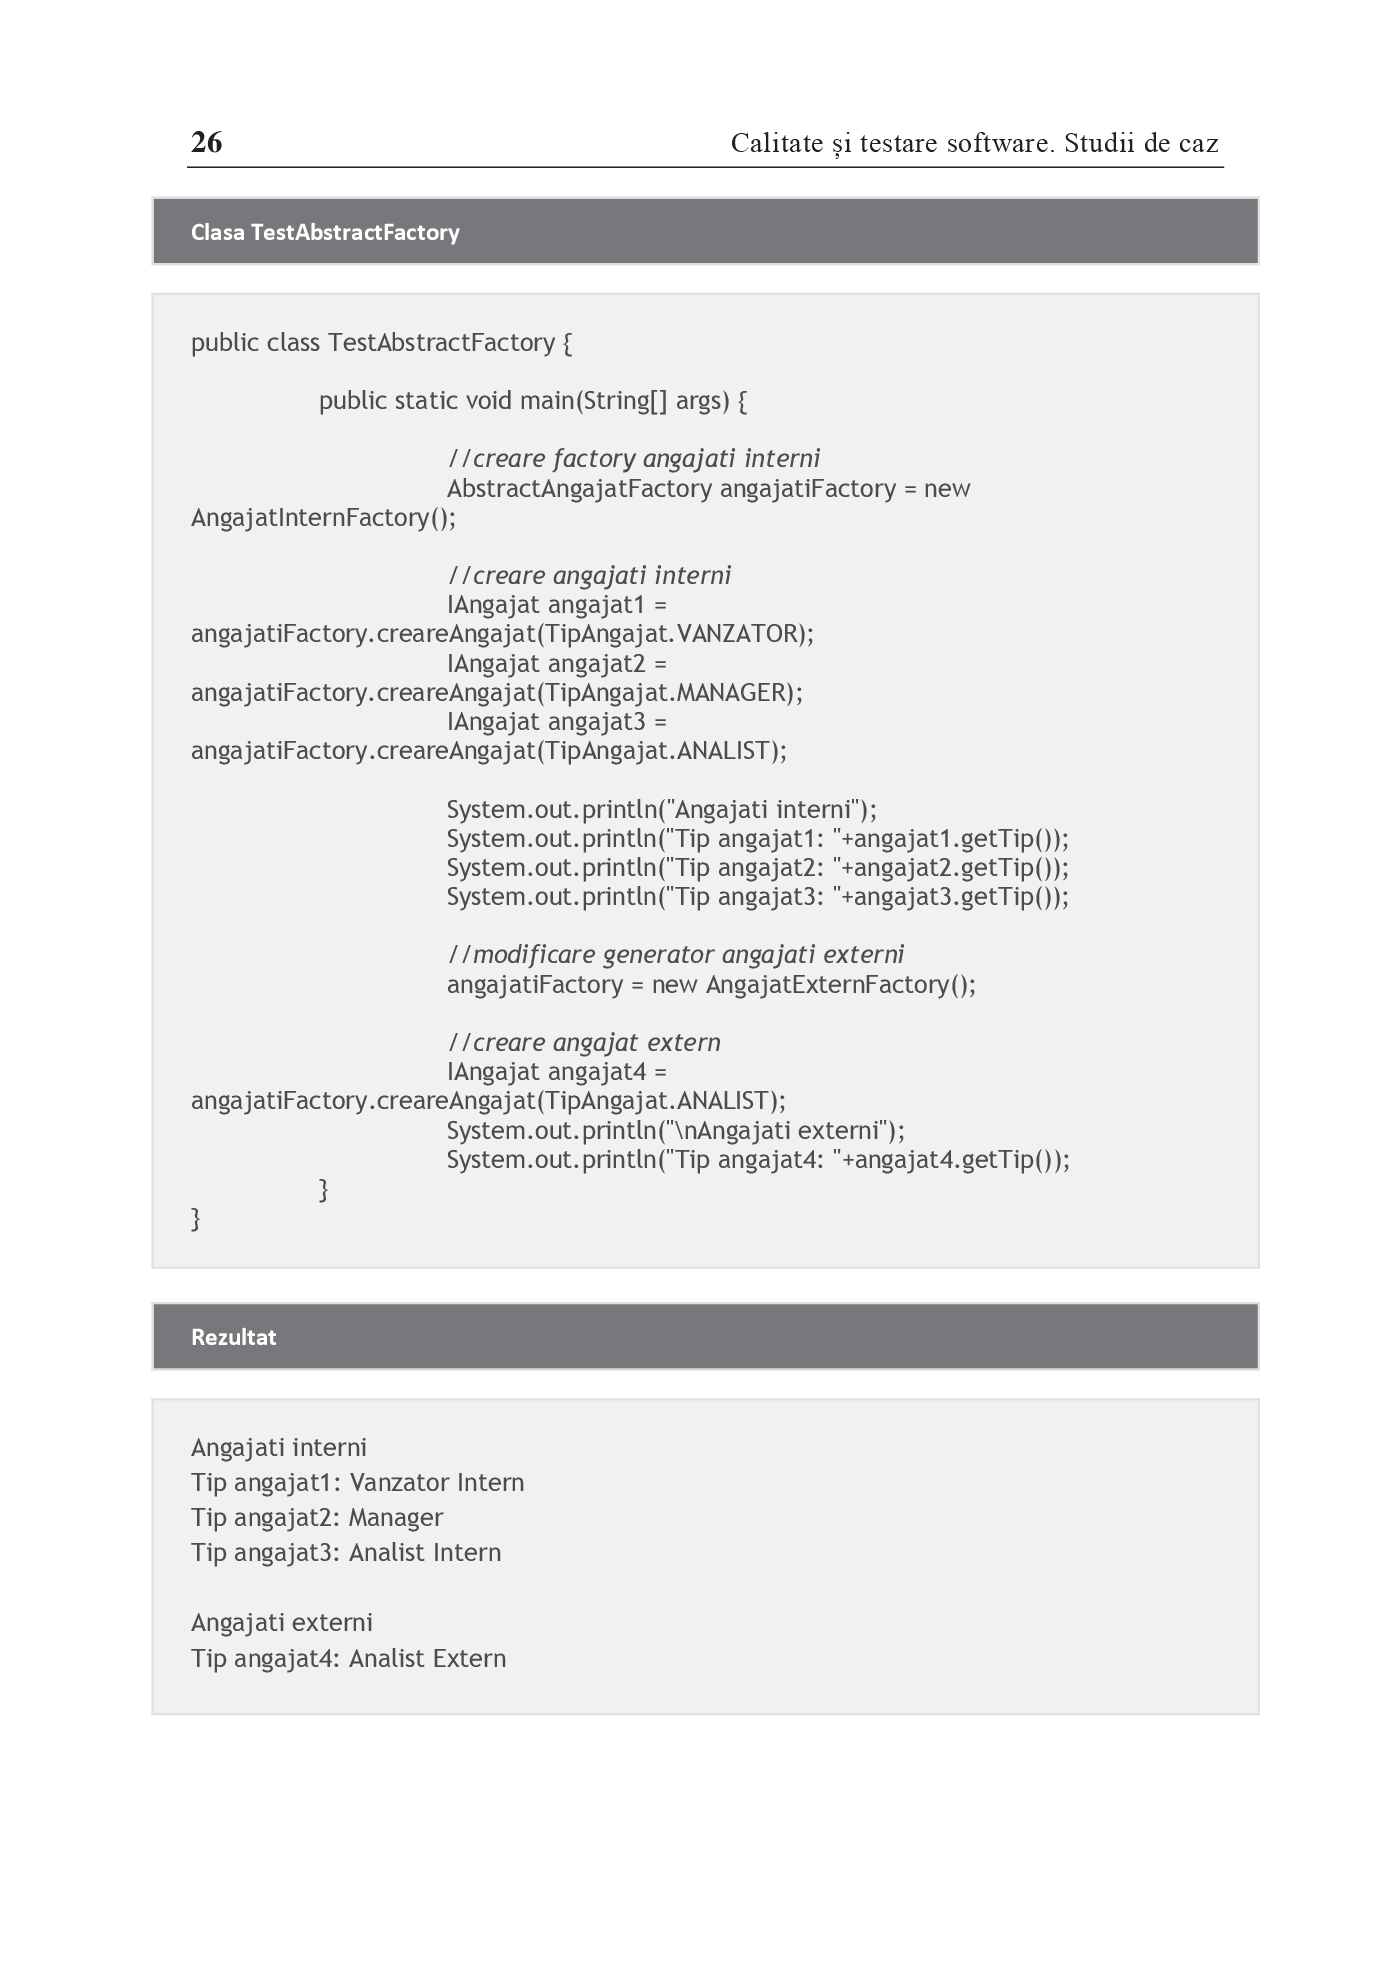 26
Calitate și testare software. Studii de caz
Clasa TestAbstractFactory
public class TestAbstractFactory {
public static void main(String[] args) {
//creare factory angajati interni
AbstractAngajatFactory angajatiFactory = new
AngajatInternFactory();
//creare angajati interni
IAngajat angajat1 =
angajatiFactory.creareAngajat(TipAngajat.VANZATOR);
IAngajat angajat2 =
angajatiFactory.creareAngajat(TipAngajat.MANAGER);
IAngajat angajat3 =
angajatiFactory.creareAngajat(TipAngajat.ANALIST);
System.out.println("Angajati interni");
System.out.println("Tip angajat1: "+angajat1.getTip());
System.out.println("Tip angajat2: "+angajat2.getTip());
System.out.println("Tip angajat3: "+angajat3.getTip());
//modificare generator angajati externi
angajatiFactory = new AngajatExternFactory();
//creare angajat extern
IAngajat angajat4 =
angajatiFactory.creareAngajat(TipAngajat.ANALIST);
System.out.println("\nAngajati externi");
System.out.println("Tip angajat4: "+angajat4.getTip());
}
}
Rezultat
Angajati interni
Tip angajat1: Vanzator Intern
Tip angajat2: Manager
Tip angajat3: Analist Intern
Angajati externi
Tip angajat4: Analist Extern